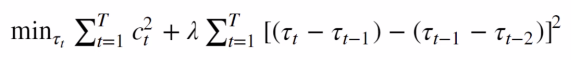 min_{τ_t} ∑_{t=1}^{T} c_t^2 + λ ∑_{t=1}^{T} [(τ_t − τ_{t−1}) − (τ_{t−1} − τ_{t−2})]^2